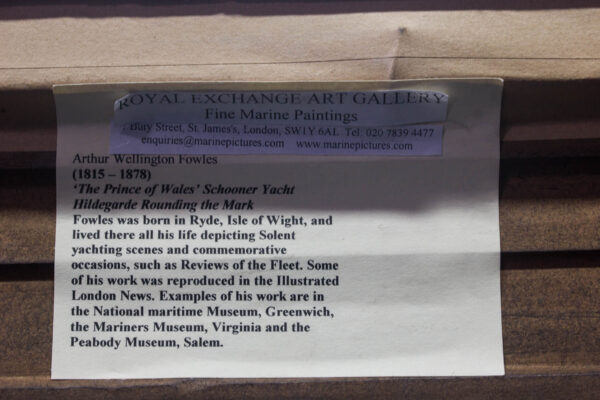 ROYAL EXCHANGE ART GALLERY
Fine Marine Paintings
7 Bury Street, St. James's, London, SW1Y 6AL Tel: 020 7839 4477
enquiries@marinepictures.com www.marinepictures.com
Arthur Wellington Fowles
(1815 – 1878)
‘The Prince of Wales’ Schooner Yacht
Hildegarde Rounding the Mark
Fowles was born in Ryde, Isle of Wight, and
lived there all his life depicting Solent
yachting scenes and commemorative
occasions, such as Reviews of the Fleet. Some
of his work was reproduced in the Illustrated
London News. Examples of his work are in
the National maritime Museum, Greenwich,
the Mariners Museum, Virginia and the
Peabody Museum, Salem.